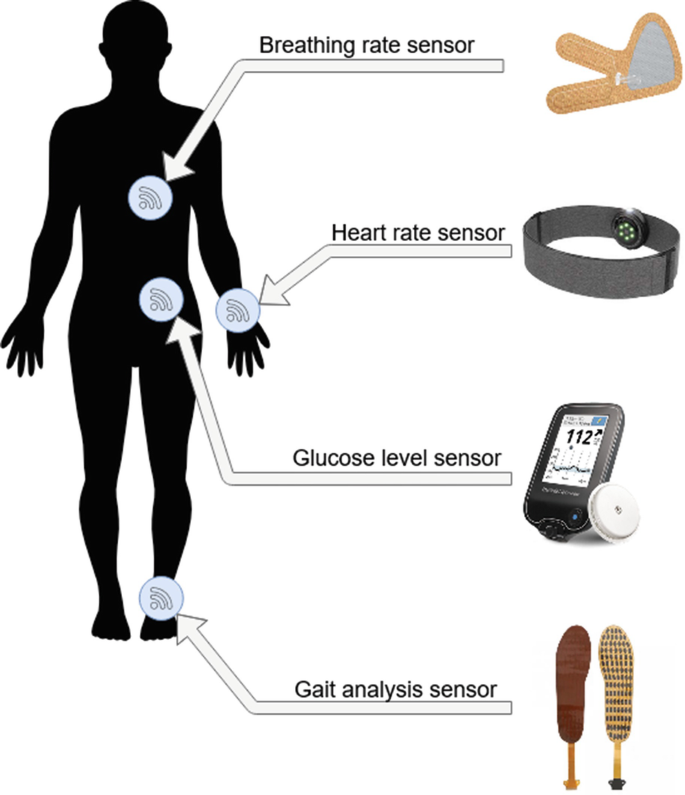 Breathing rate sensor
Heart rate sensor
112
Glucose level sensor
Gait analysis sensor